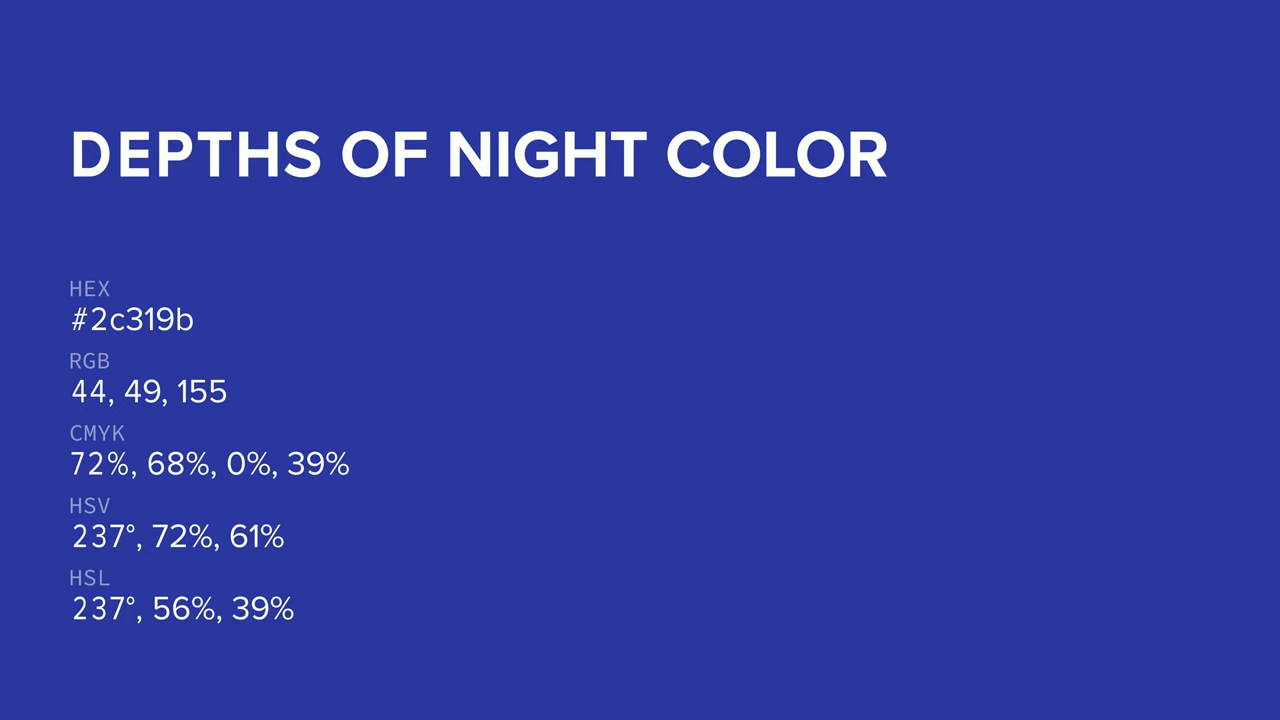 DEPTHS OF NIGHT COLOR
HEX
#2c319b
RGB
44, 49, 155
CMYK
72%, 68%, 0%, 39%
HSV
237°, 72%, 61%
HSL
237°, 56%, 39%